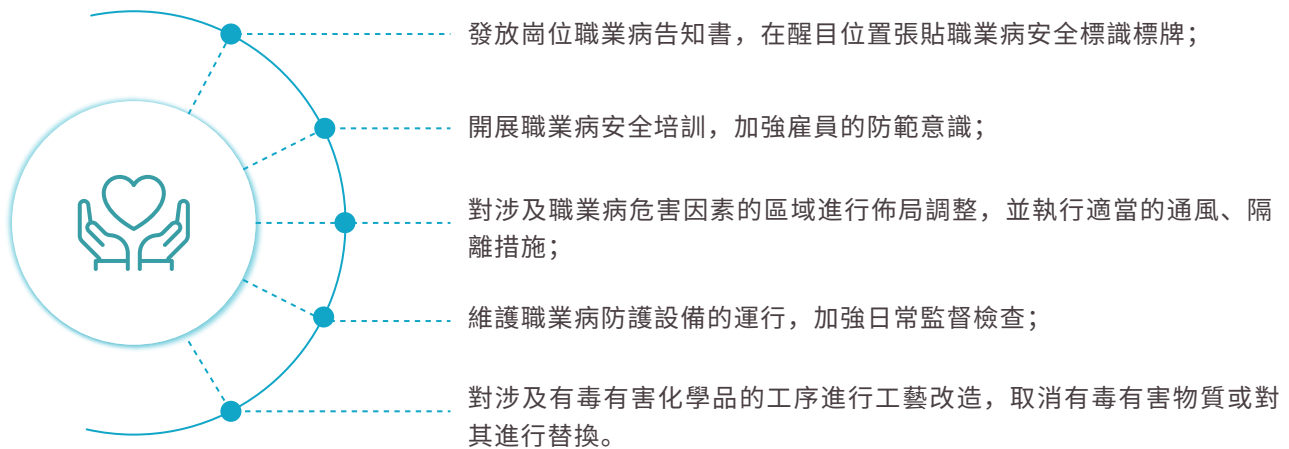 發放崗位職業病告知書，在醒目位置張貼職業病安全標識標牌；
開展職業病安全培訓，加強雇員的防範意識；
對涉及職業病危害因素的區域進行佈局調整，並執行適當的通風、隔
離措施；
維護職業病防護設備的運行，加強日常監督檢查；
對涉及有毒有害化學品的工序進行工藝改造，取消有毒有害物質或對
其進行替換。